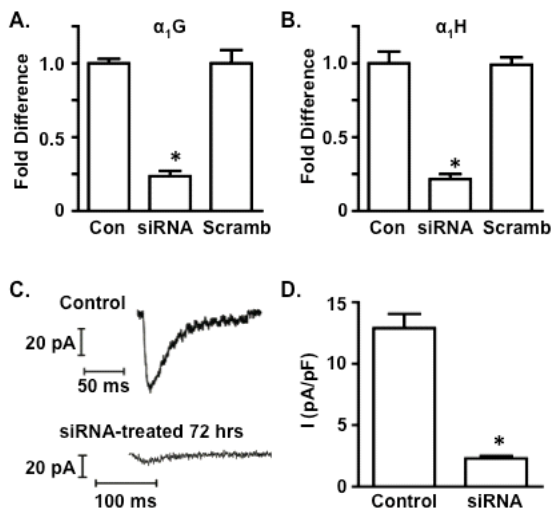 A.
α₁G
Fold Difference
1.0
0.25
0
*
Con siRNA Scramb
B.
α₁H
Fold Difference
1.0
0.25
0
*
Con siRNA Scramb
C.
Control
20 pA
50 ms
siRNA-treated 72 hrs
20 pA
100 ms
D.
I (pA/pF)
15
10
5
0
*
Control siRNA